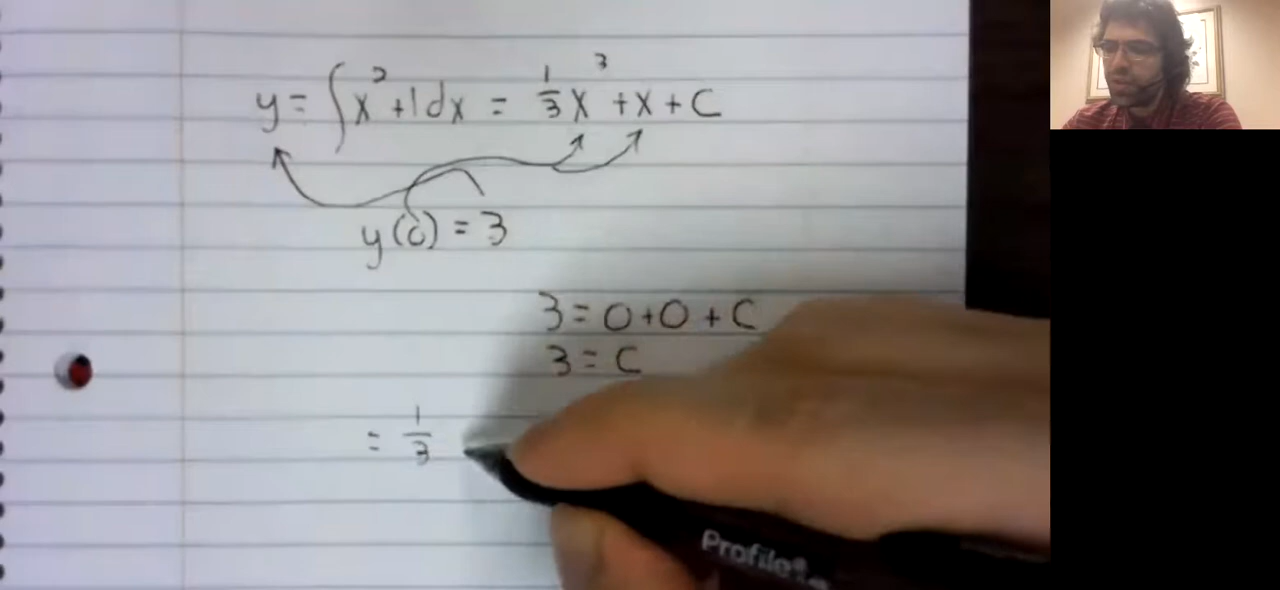 y = ∫ x² + 1 dx = 1/3 x³ + x + C
y(0) = 3
3 = 0 + 0 + C
3 = C
= 1/3
Profile